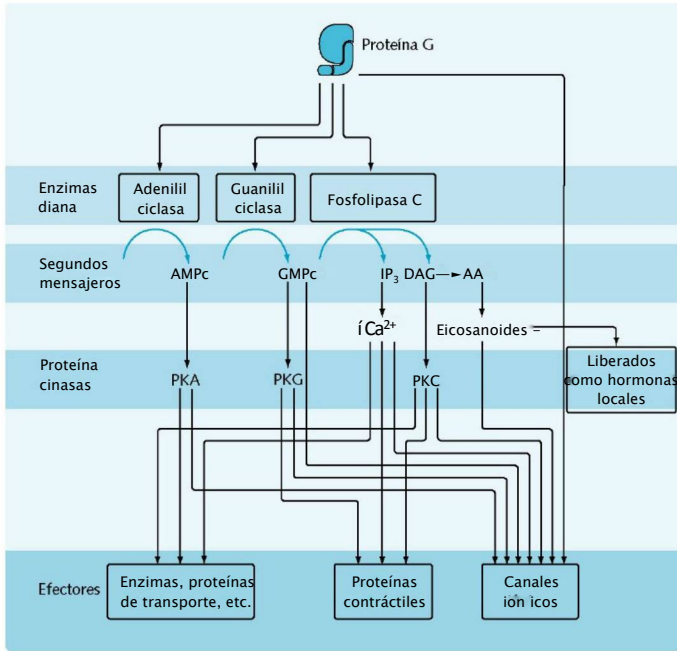 Proteína G
Enzimas
diana
Adenilil
ciclasa
Guanilil
ciclasa
Fosfolipasa C
Segundos
mensajeros
AMPc
GMPc
IP3 DAG → AA
íCa2+
Eicosanoides =
Proteína
cinasas
PKA
PKG
PKC
Liberados
como hormonas
locales
Efectores
Enzimas, proteínas
de transporte, etc.
Proteínas
contráctiles
Canales
ión icos